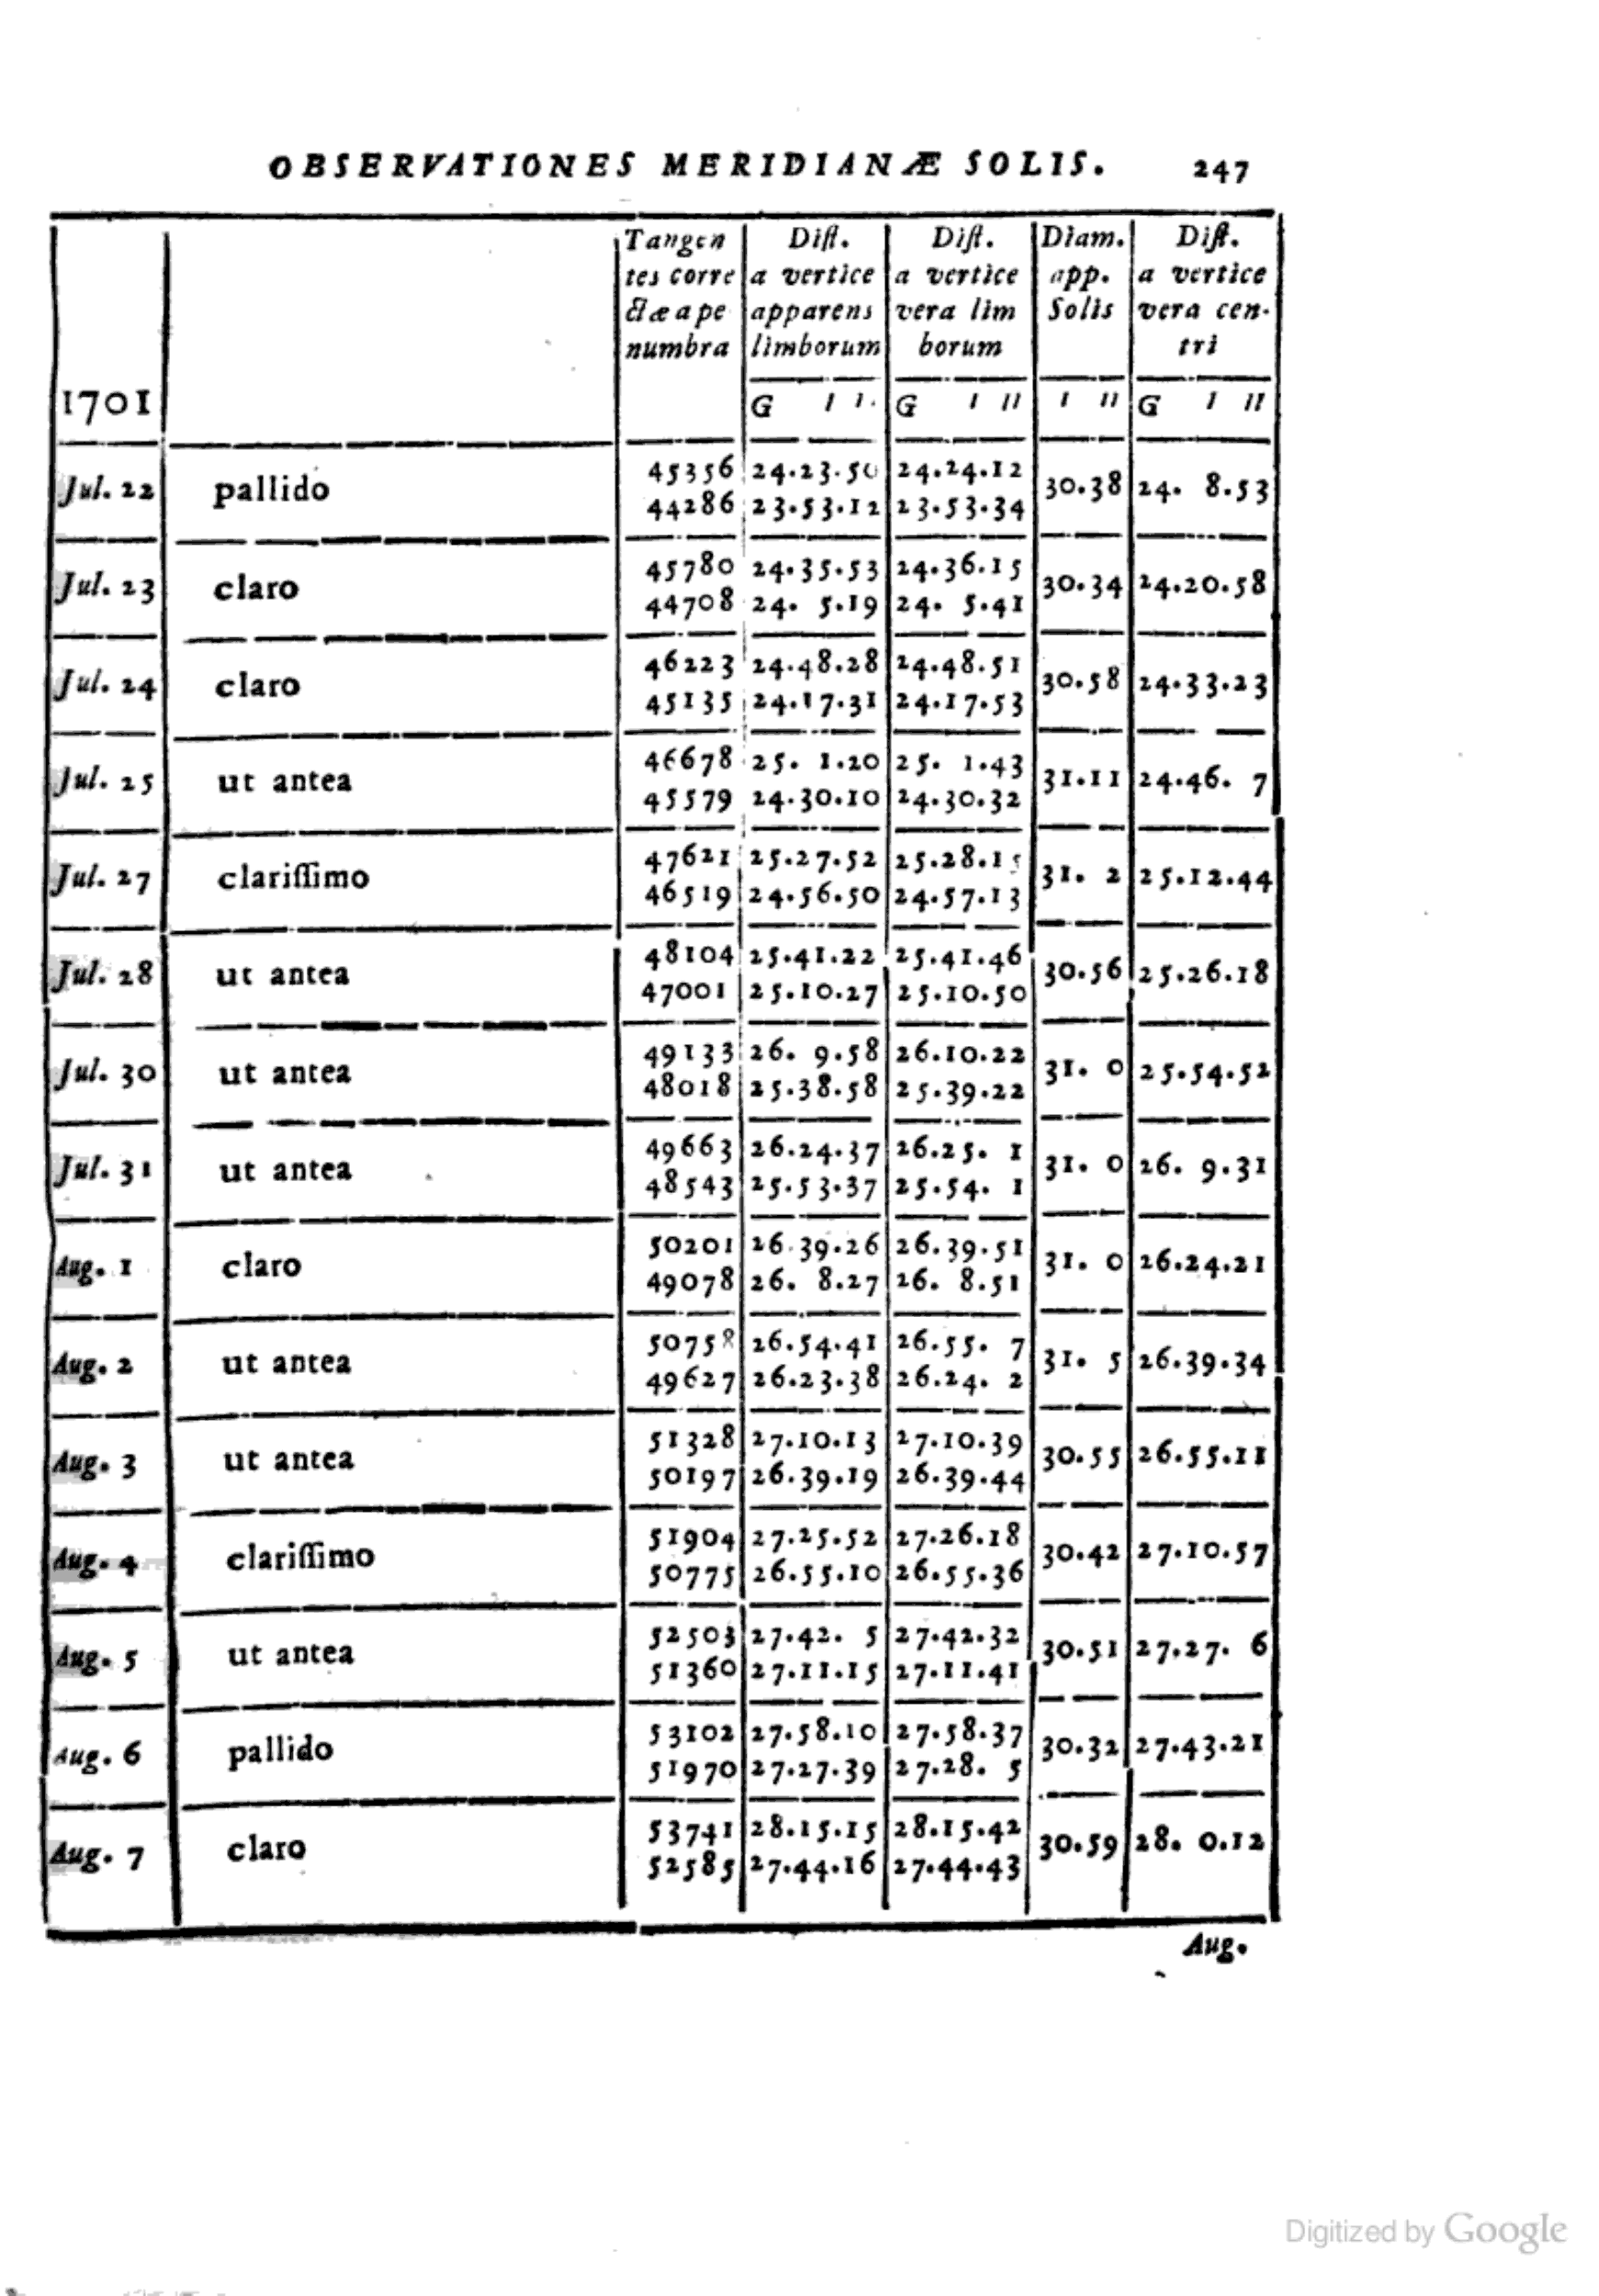 OBSERVATIONES MERIDIANÆ SOLIS. 247
Tangen Diſt. Diſt. Diam. Diſt.
tes corre a vertice a vertice app. a vertice
ctæ a pe apparens vera lim Solis vera cen-
numbra limborum borum tri
1701 G I I. G I II I II G I II
45356 24.23.50 24.24.12
Jul. 22 pallido 30.38 24. 8.53
44286 23.53.12 23.53.34
45780 24.35.53 24.36.15
Jul. 23 claro 30.34 24.20.58
44708 24. 5.19 24. 5.41
46223 24.48.28 24.48.51
Jul. 24 claro 30.58 24.33.23
45135 24.17.31 24.17.53
46678 25. 1.20 25. 1.43
Jul. 25 ut antea 31.11 24.46. 7
45579 24.30.10 24.30.32
47621 25.27.52 25.28.15
Jul. 27 clariſſimo 31. 2 25.12.44
46519 24.56.50 24.57.13
48104 25.41.22 25.41.46
Jul. 28 ut antea 30.56 25.26.18
47001 25.10.27 25.10.50
49133 26. 9.58 26.10.22
Jul. 30 ut antea 31. 0 25.54.52
48018 25.38.58 25.39.22
49663 26.24.37 26.25. 1
Jul. 31 ut antea 31. 0 26. 9.31
48543 25.53.37 25.54. 1
50201 26.39.26 26.39.51
Aug. 1 claro 31. 0 26.24.21
49078 26. 8.27 26. 8.51
50758 26.54.41 26.55. 7
Aug. 2 ut antea 31. 5 26.39.34
49627 26.23.38 26.24. 2
51328 27.10.13 27.10.39
Aug. 3 ut antea 30.55 26.55.11
50197 26.39.19 26.39.44
51904 27.25.52 27.26.18
Aug. 4 clariſſimo 30.42 27.10.57
50775 26.55.10 26.55.36
52503 27.42. 5 27.42.32
Aug. 5 ut antea 30.51 27.27. 6
51360 27.11.15 27.11.41
53102 27.58.10 27.58.37
Aug. 6 pallido 30.32 27.43.21
51970 27.27.39 27.28. 5
53741 28.15.15 28.15.42
Aug. 7 claro 30.59 28. 0.12
52585 27.44.16 27.44.43
Aug.
Digitized by Google